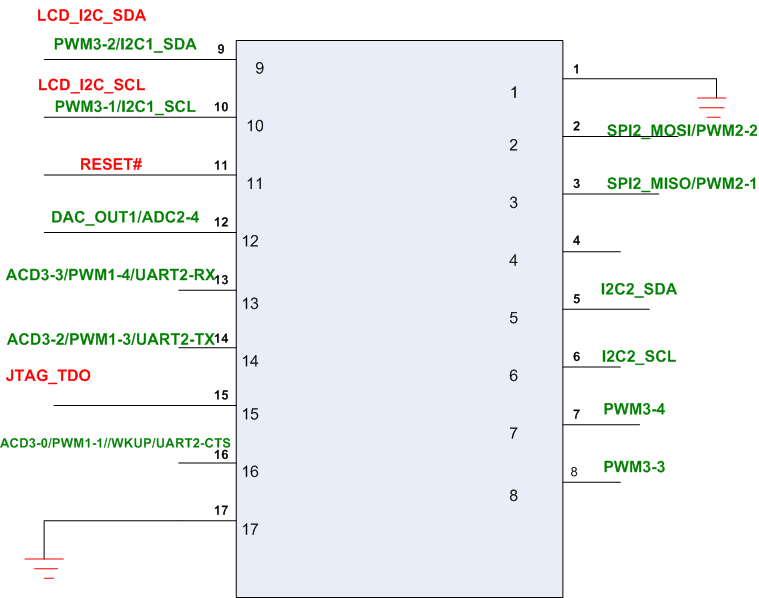 LCD_I2C_SDA
PWM3-2/I2C1_SDA
9
9
LCD_I2C_SCL
PWM3-1/I2C1_SCL
10
10
RESET#
11
11
DAC_OUT1/ADC2-4
12
12
ACD3-3/PWM1-4/UART2-RX
13
13
ACD3-2/PWM1-3/UART2-TX
14
14
JTAG_TDO
15
15
ACD3-0/PWM1-1//WKUP/UART2-CTS
16
16
17
17
1
1
2
SPI2_MOSI/PWM2-2
2
3
SPI2_MISO/PWM2-1
3
4
4
5
I2C2_SDA
5
6
I2C2_SCL
6
7
PWM3-4
7
8
PWM3-3
8